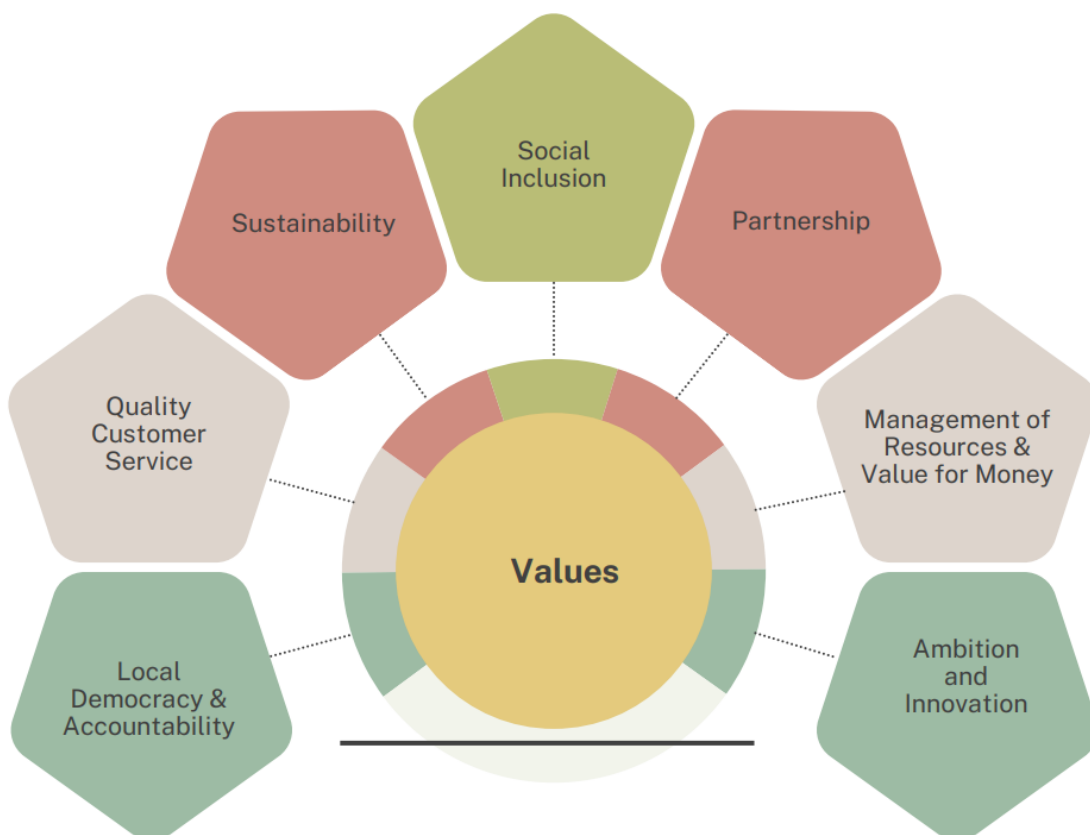 Social
Inclusion
Sustainability
Partnership
Quality
Customer
Service
Management of
Resources &
Value for Money
Values
Local
Democracy &
Accountability
Ambition
and
Innovation